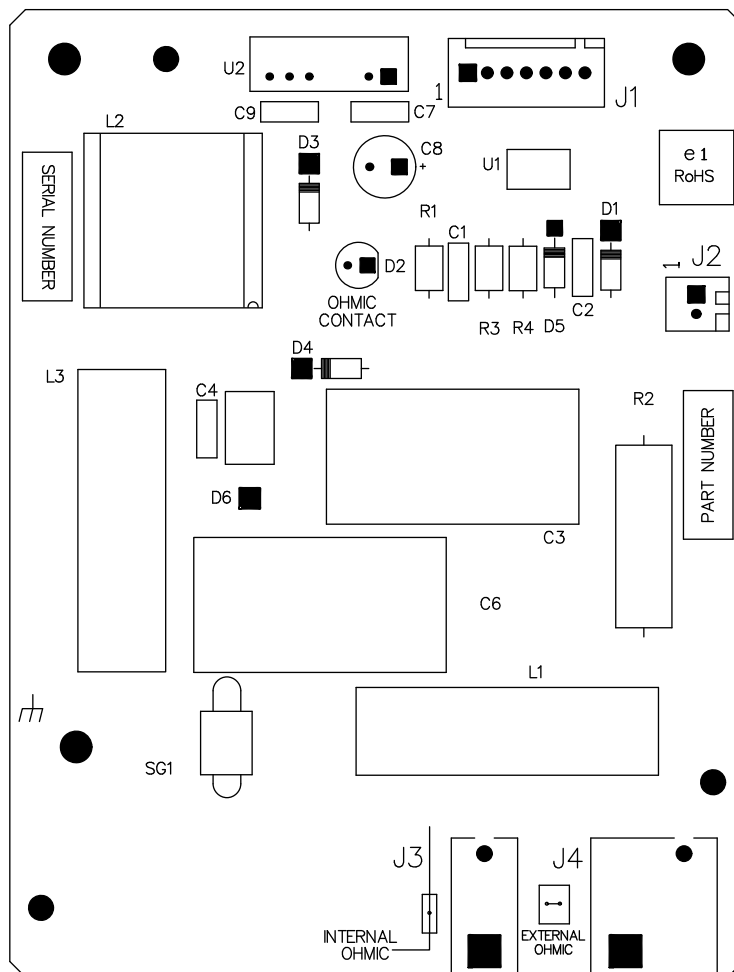 U2
1
J1
C9
C7
L2
D3
C8
U1
e1
RoHS
SERIAL NUMBER
R1
C1
D1
D2
J2
1
OHMIC
CONTACT
R3
R4
D5
C2
D4
L3
C4
R2
PART NUMBER
D6
C3
C6
L1
SG1
J3
J4
INTERNAL
OHMIC
EXTERNAL
OHMIC